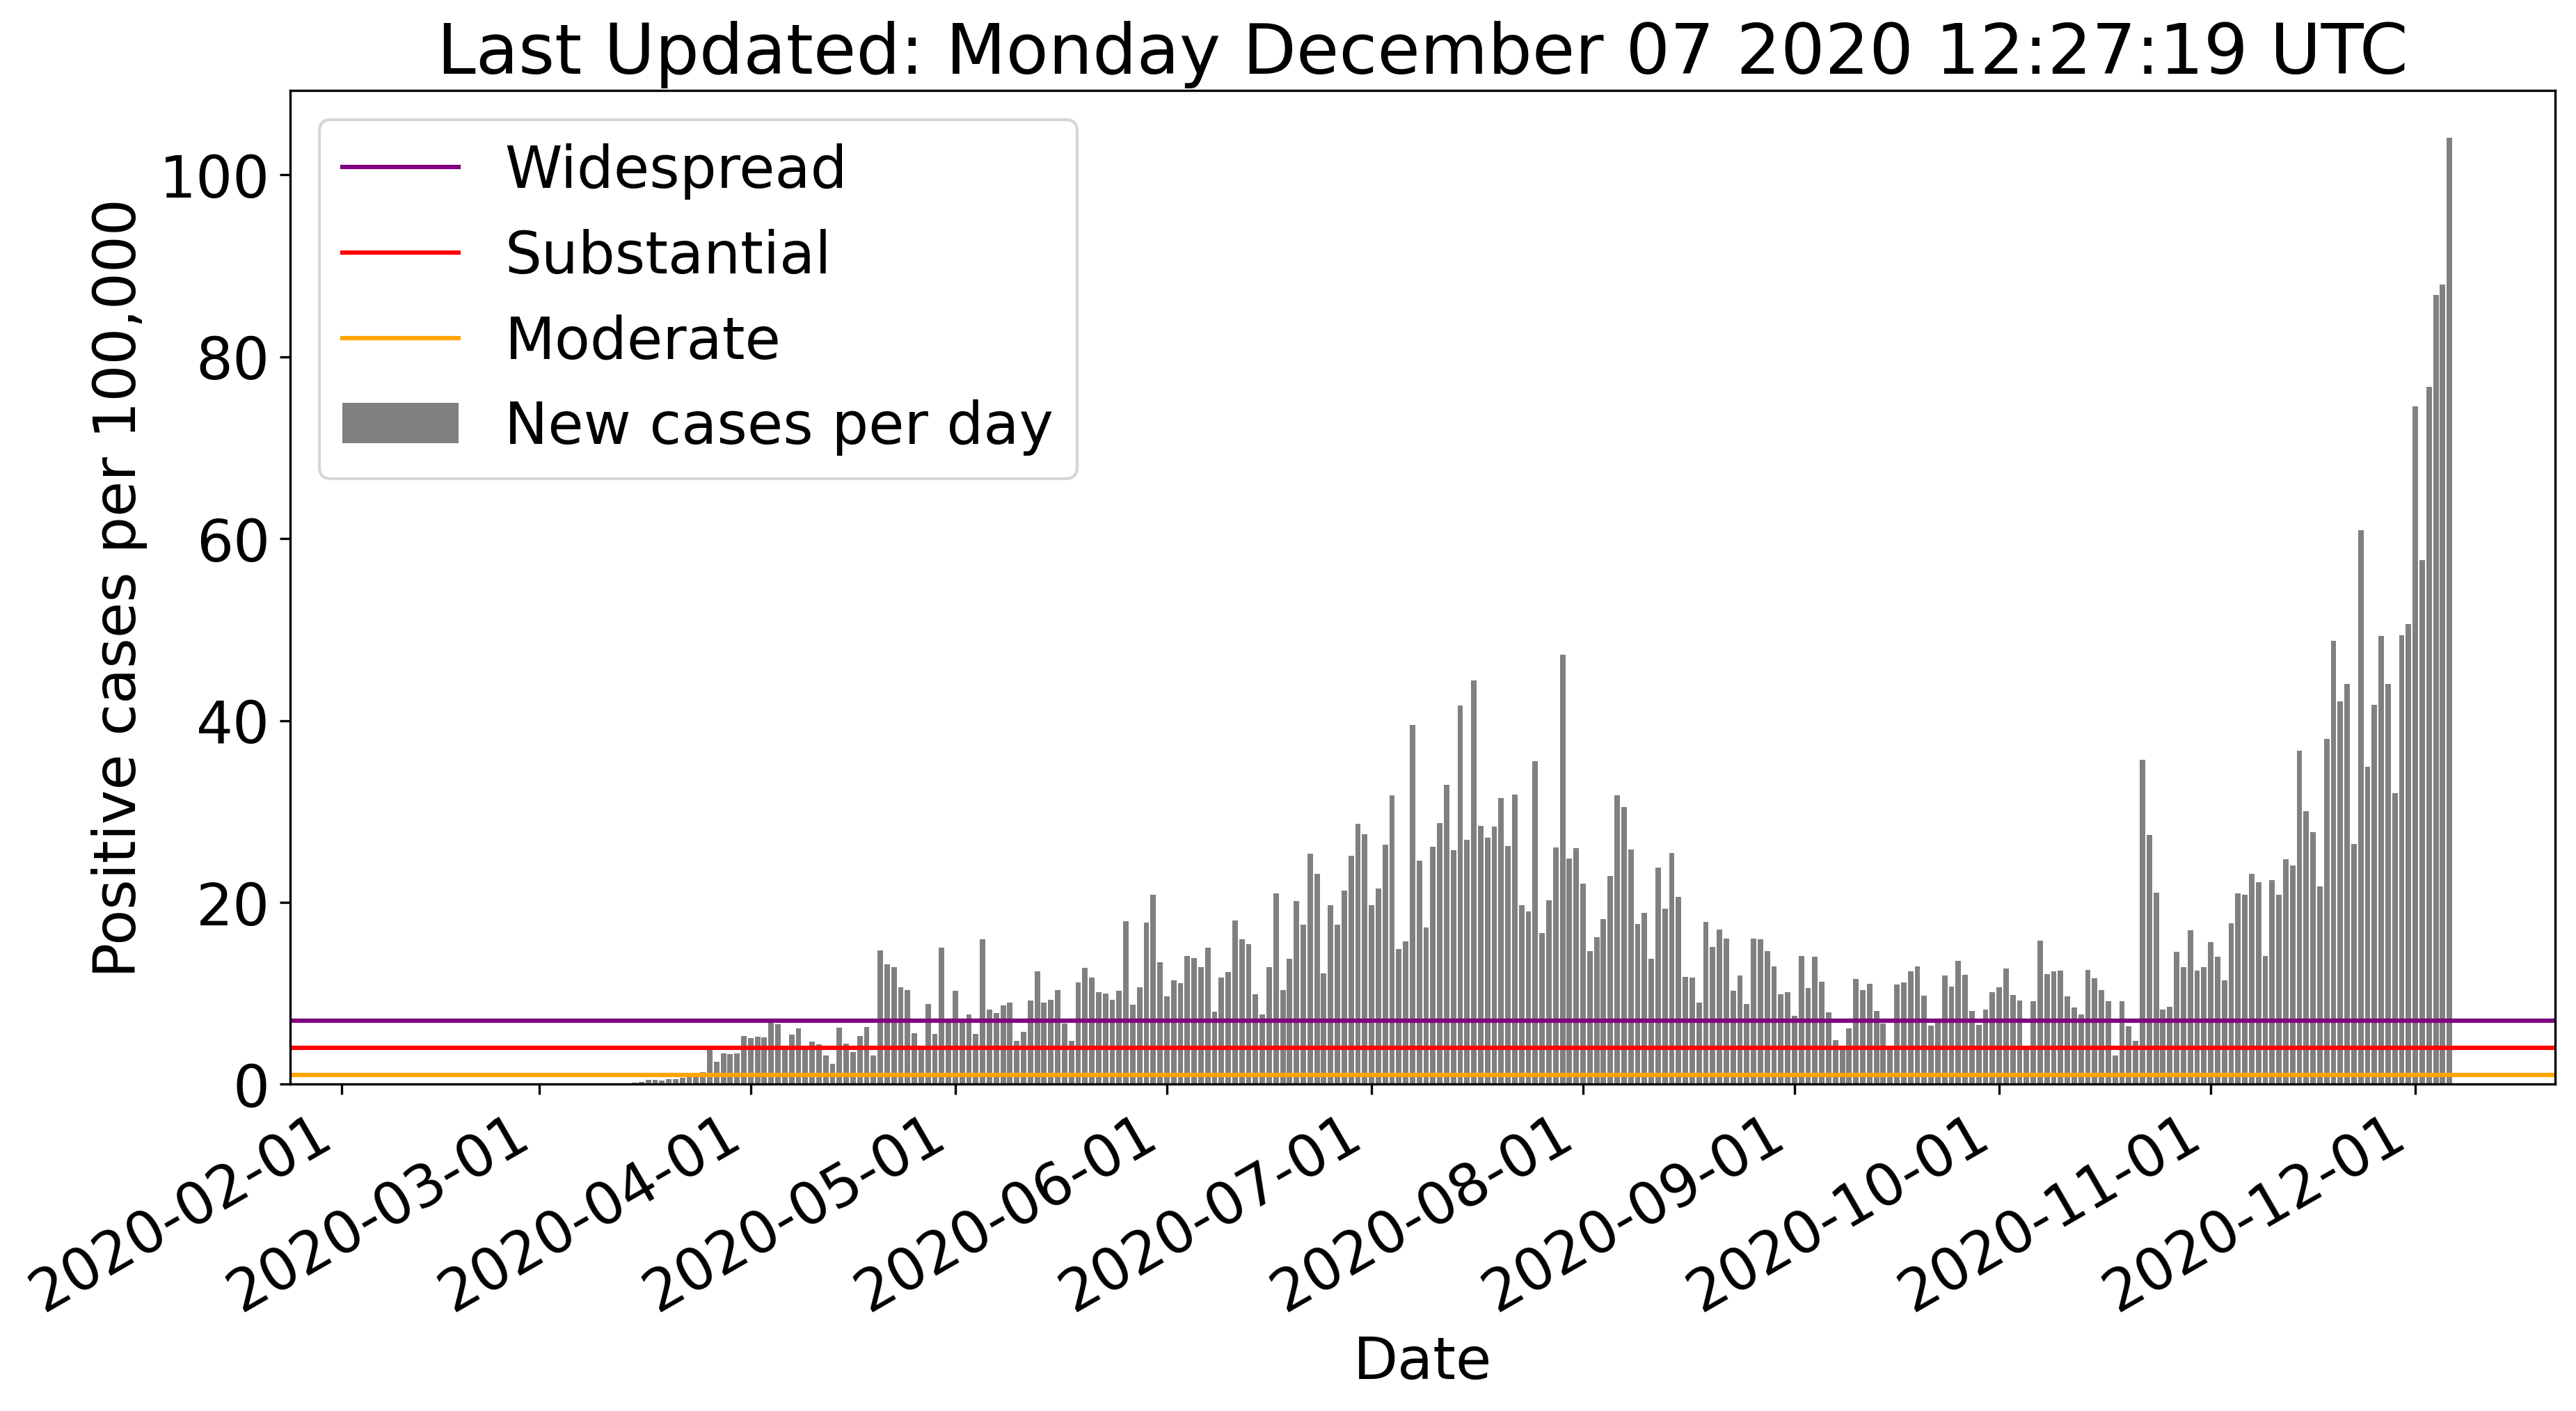 Last Updated: Monday December 07 2020 12:27:19 UTC
Widespread
Substantial
Moderate
New cases per day
Positive cases per 100,000
100
80
60
40
20
0
2020-02-01
2020-03-01
2020-04-01
2020-05-01
2020-06-01
2020-07-01
2020-08-01
2020-09-01
2020-10-01
2020-11-01
2020-12-01
Date